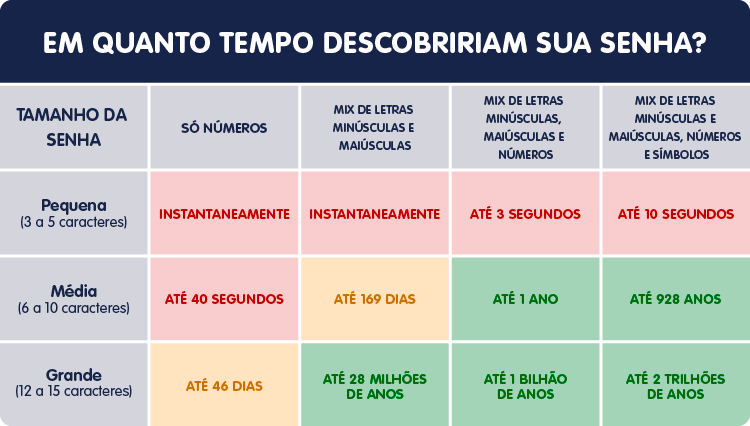 EM QUANTO TEMPO DESCOBRIRIAM SUA SENHA?
TAMANHO DA
SENHA
SÓ NÚMEROS
MIX DE LETRAS
MINÚSCULAS E
MAIÚSCULAS
MIX DE LETRAS
MINÚSCULAS,
MAIÚSCULAS E
NÚMEROS
MIX DE LETRAS
MINÚSCULAS E
MAIÚSCULAS, NÚMEROS
E SÍMBOLOS
Pequena
(3 a 5 caracteres)
INSTANTANEAMENTE
INSTANTANEAMENTE
ATÉ 3 SEGUNDOS
ATÉ 10 SEGUNDOS
Média
(6 a 10 caracteres)
ATÉ 40 SEGUNDOS
ATÉ 169 DIAS
ATÉ 1 ANO
ATÉ 928 ANOS
Grande
(12 a 15 caracteres)
ATÉ 46 DIAS
ATÉ 28 MILHÕES
DE ANOS
ATÉ 1 BILHÃO
DE ANOS
ATÉ 2 TRILHÕES
DE ANOS